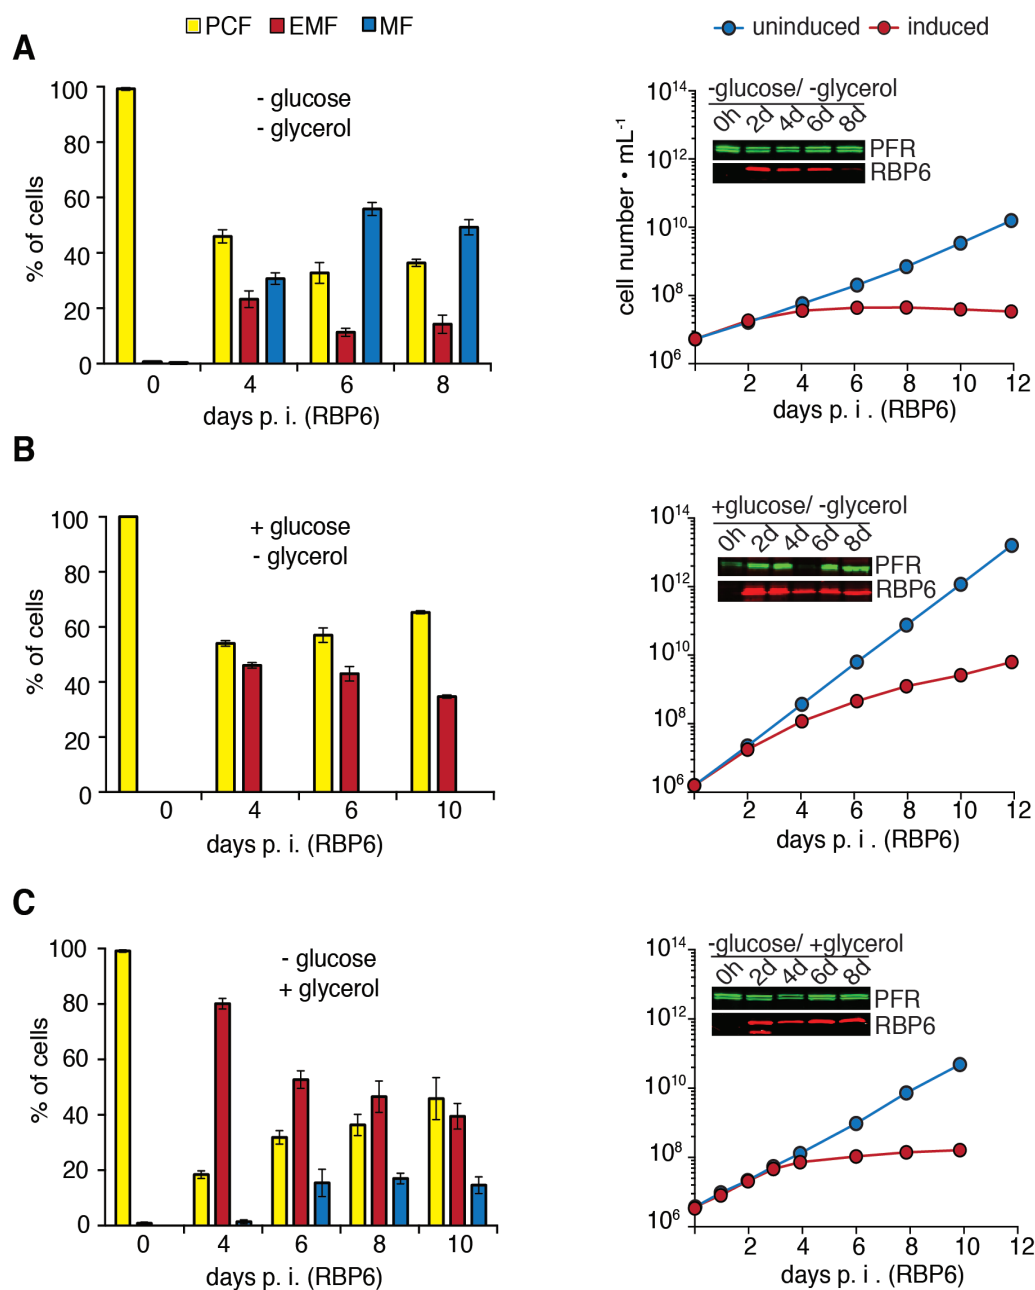 PCF EMF MF
uninduced induced
A
100
80
60
40
20
0
% of cells
- glucose
- glycerol
0 4 6 8
days p. i. (RBP6)
10^14
10^12
10^10
10^8
10^6
cell number • mL^-1
-glucose/ -glycerol
0h 2d 4d 6d 8d
PFR
RBP6
2 4 6 8 10 12
days p. i . (RBP6)
B
100
80
60
40
20
0
% of cells
+ glucose
- glycerol
0 4 6 10
days p. i. (RBP6)
10^14
10^12
10^10
10^8
10^6
+glucose/ -glycerol
0h 2d 4d 6d 8d
PFR
RBP6
2 4 6 8 10 12
days p. i . (RBP6)
C
100
80
60
40
20
0
% of cells
- glucose
+ glycerol
0 4 6 8 10
days p. i. (RBP6)
10^14
10^12
10^10
10^8
10^6
-glucose/ +glycerol
0h 2d 4d 6d 8d
PFR
RBP6
2 4 6 8 10 12
days p. i . (RBP6)